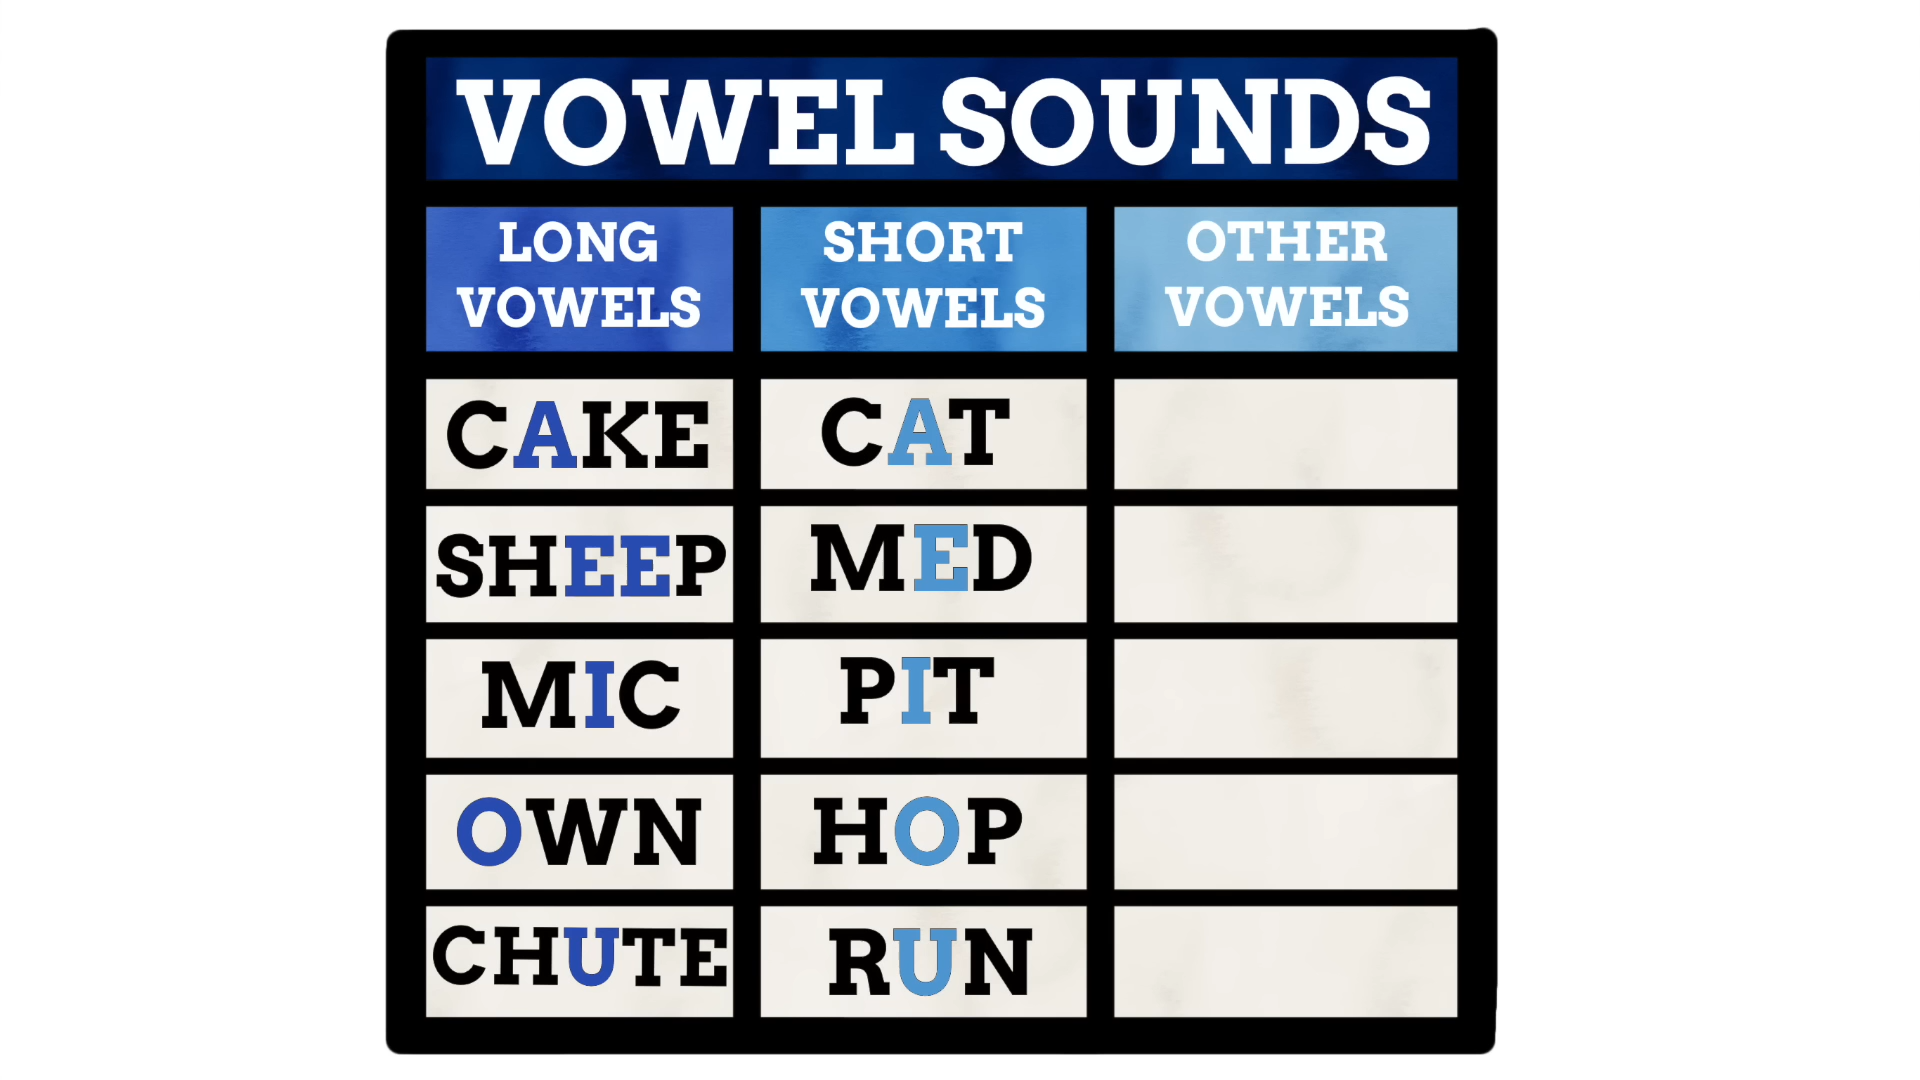 VOWEL SOUNDS
LONG VOWELS
SHORT VOWELS
OTHER VOWELS
CAKE
CAT
SHEEP
MED
MIC
PIT
OWN
HOP
CHUTE
RUN